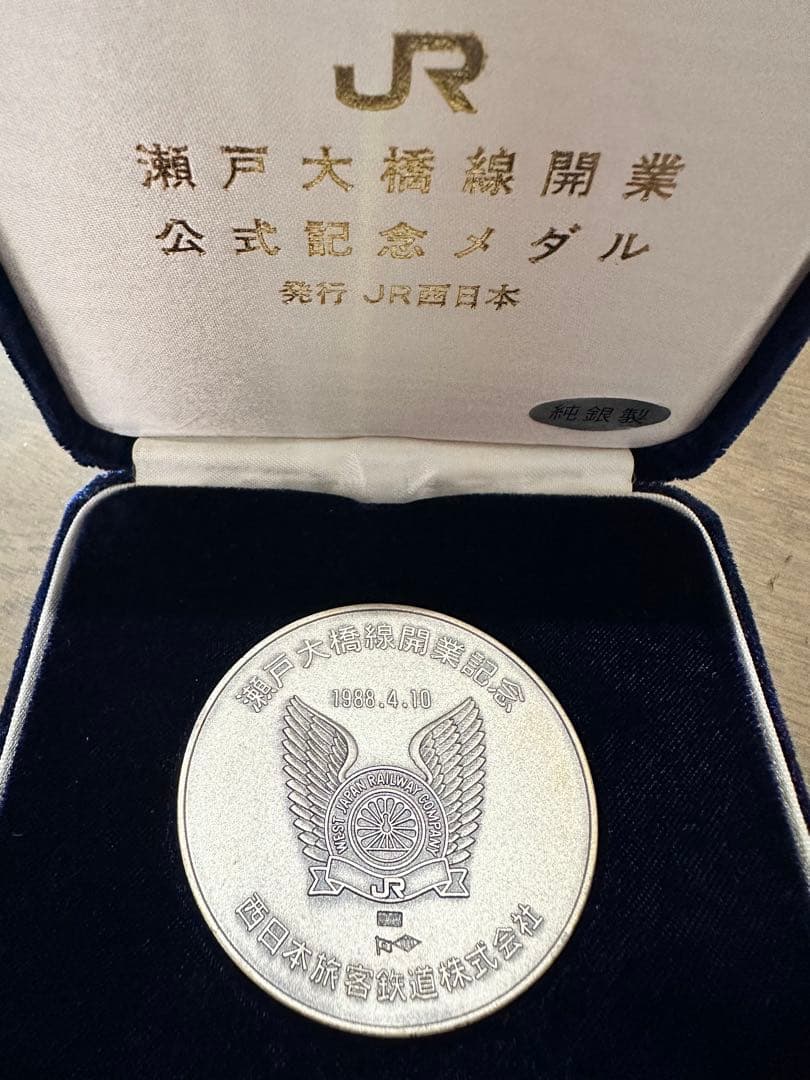 JR
瀬戸大橋線開業
公式記念メダル
発行 JR西日本
純銀製
瀬戸大橋線開業記念
1988.4.10
WEST JAPAN RAILWAY COMPANY
JR
西日本旅客鉄道株式会社